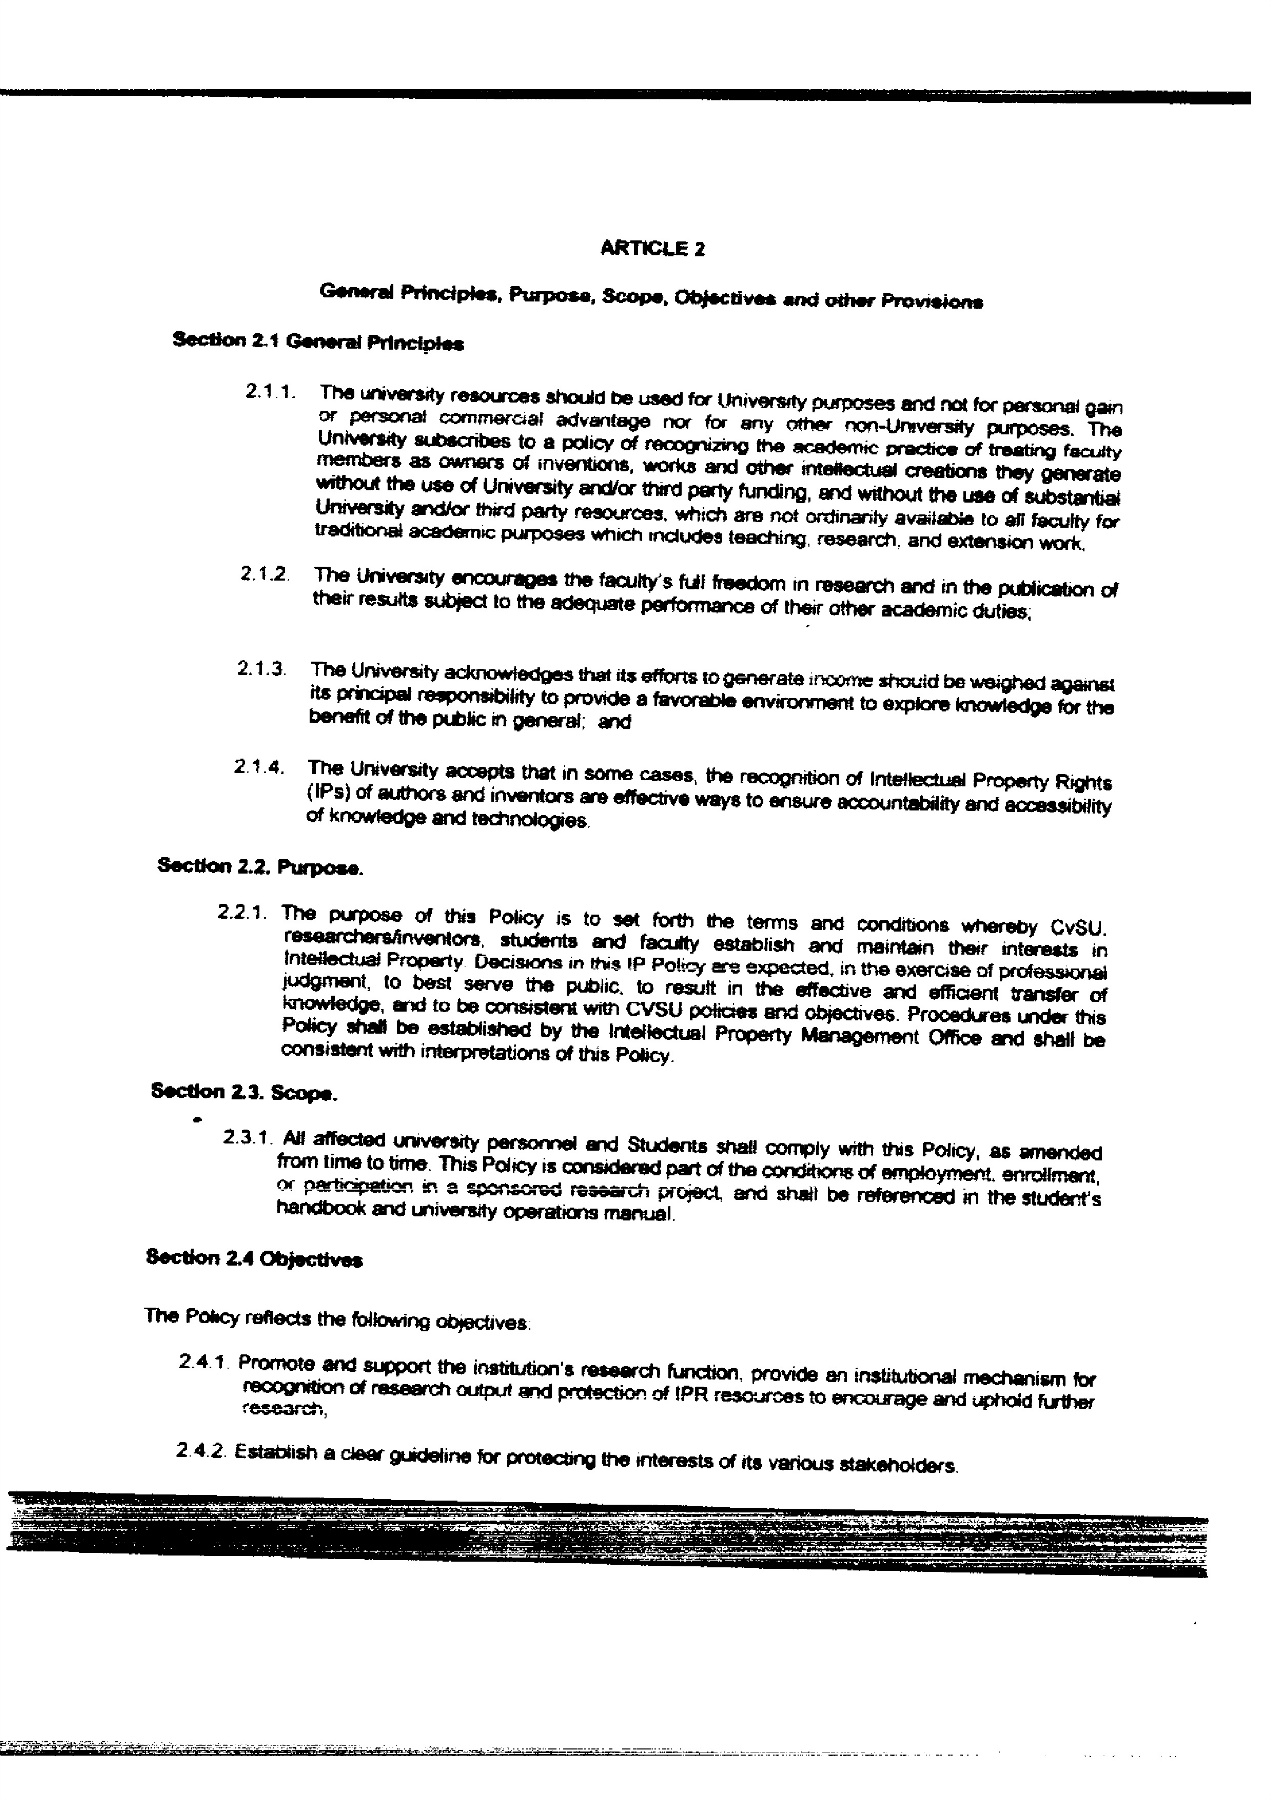 ARTICLE 2
General Principles, Purpose, Scope, Objectives and other Provisions
Section 2.1 General Principles
2.1.1. The university resources should be used for University purposes and not for personal gain
or personal commercial advantage nor for any other non-University purposes. The
University subscribes to a policy of recognizing the academic practice of treating faculty
members as owners of inventions, works and other intellectual creations they generate
without the use of University and/or third party funding, and without the use of substantial
University and/or third party resources, which are not ordinarily available to all faculty for
traditional academic purposes which includes teaching, research, and extension work.
2.1.2. The University encourages the faculty's full freedom in research and in the publication of
their results subject to the adequate performance of their other academic duties;
2.1.3. The University acknowledges that its efforts to generate income should be weighed against
its principal responsibility to provide a favorable environment to explore knowledge for the
benefit of the public in general; and
2.1.4. The University accepts that in some cases, the recognition of Intellectual Property Rights
(IPs) of authors and inventors are effective ways to ensure accountability and accessibility
of knowledge and technologies.
Section 2.2. Purpose.
2.2.1. The purpose of this Policy is to set forth the terms and conditions whereby CvSU.
researchers/inventors, students and faculty establish and maintain their interests in
Intellectual Property. Decisions in this IP Policy are expected, in the exercise of professional
judgment, to best serve the public, to result in the effective and efficient transfer of
knowledge, and to be consistent with CVSU policies and objectives. Procedures under this
Policy shall be established by the Intellectual Property Management Office and shall be
consistent with interpretations of this Policy.
Section 2.3. Scope.
2.3.1. All affected university personnel and Students shall comply with this Policy, as amended
from time to time. This Policy is considered part of the conditions of employment, enrollment,
or participation in a sponsored research project, and shall be referenced in the student's
handbook and university operations manual.
Section 2.4 Objectives
The Policy reflects the following objectives:
2.4.1. Promote and support the institution's research function, provide an institutional mechanism for
recognition of research output and protection of IPR resources to encourage and uphold further
research,
2.4.2. Establish a clear guideline for protecting the interests of its various stakeholders.